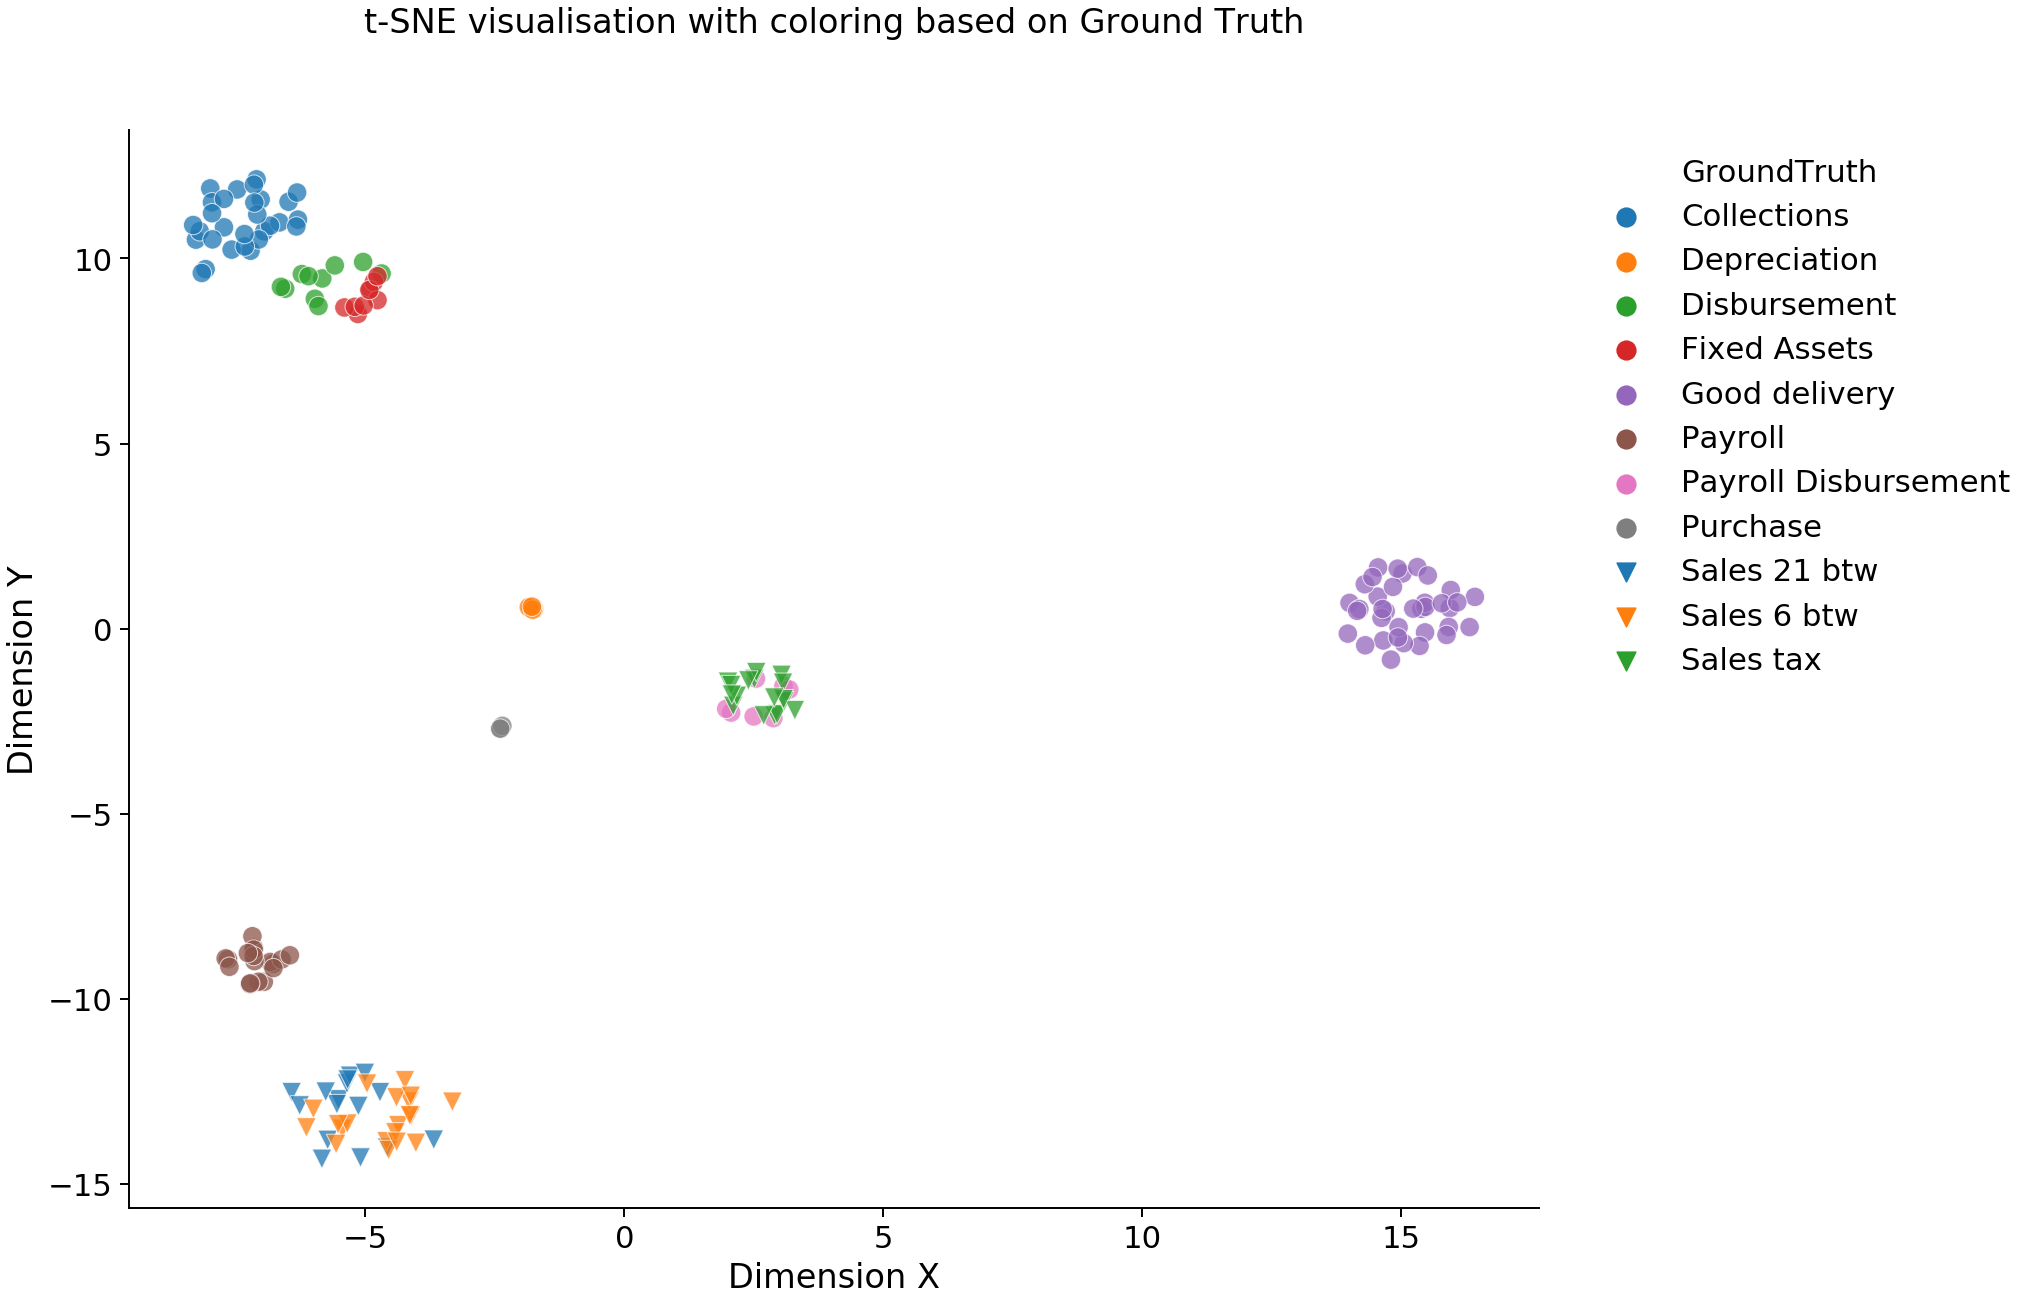 t-SNE visualisation with coloring based on Ground Truth
GroundTruth
Collections
Depreciation
Disbursement
Fixed Assets
Good delivery
Payroll
Payroll Disbursement
Purchase
Sales 21 btw
Sales 6 btw
Sales tax
Dimension Y
10
5
0
−5
−10
−15
−5
0
5
10
15
Dimension X